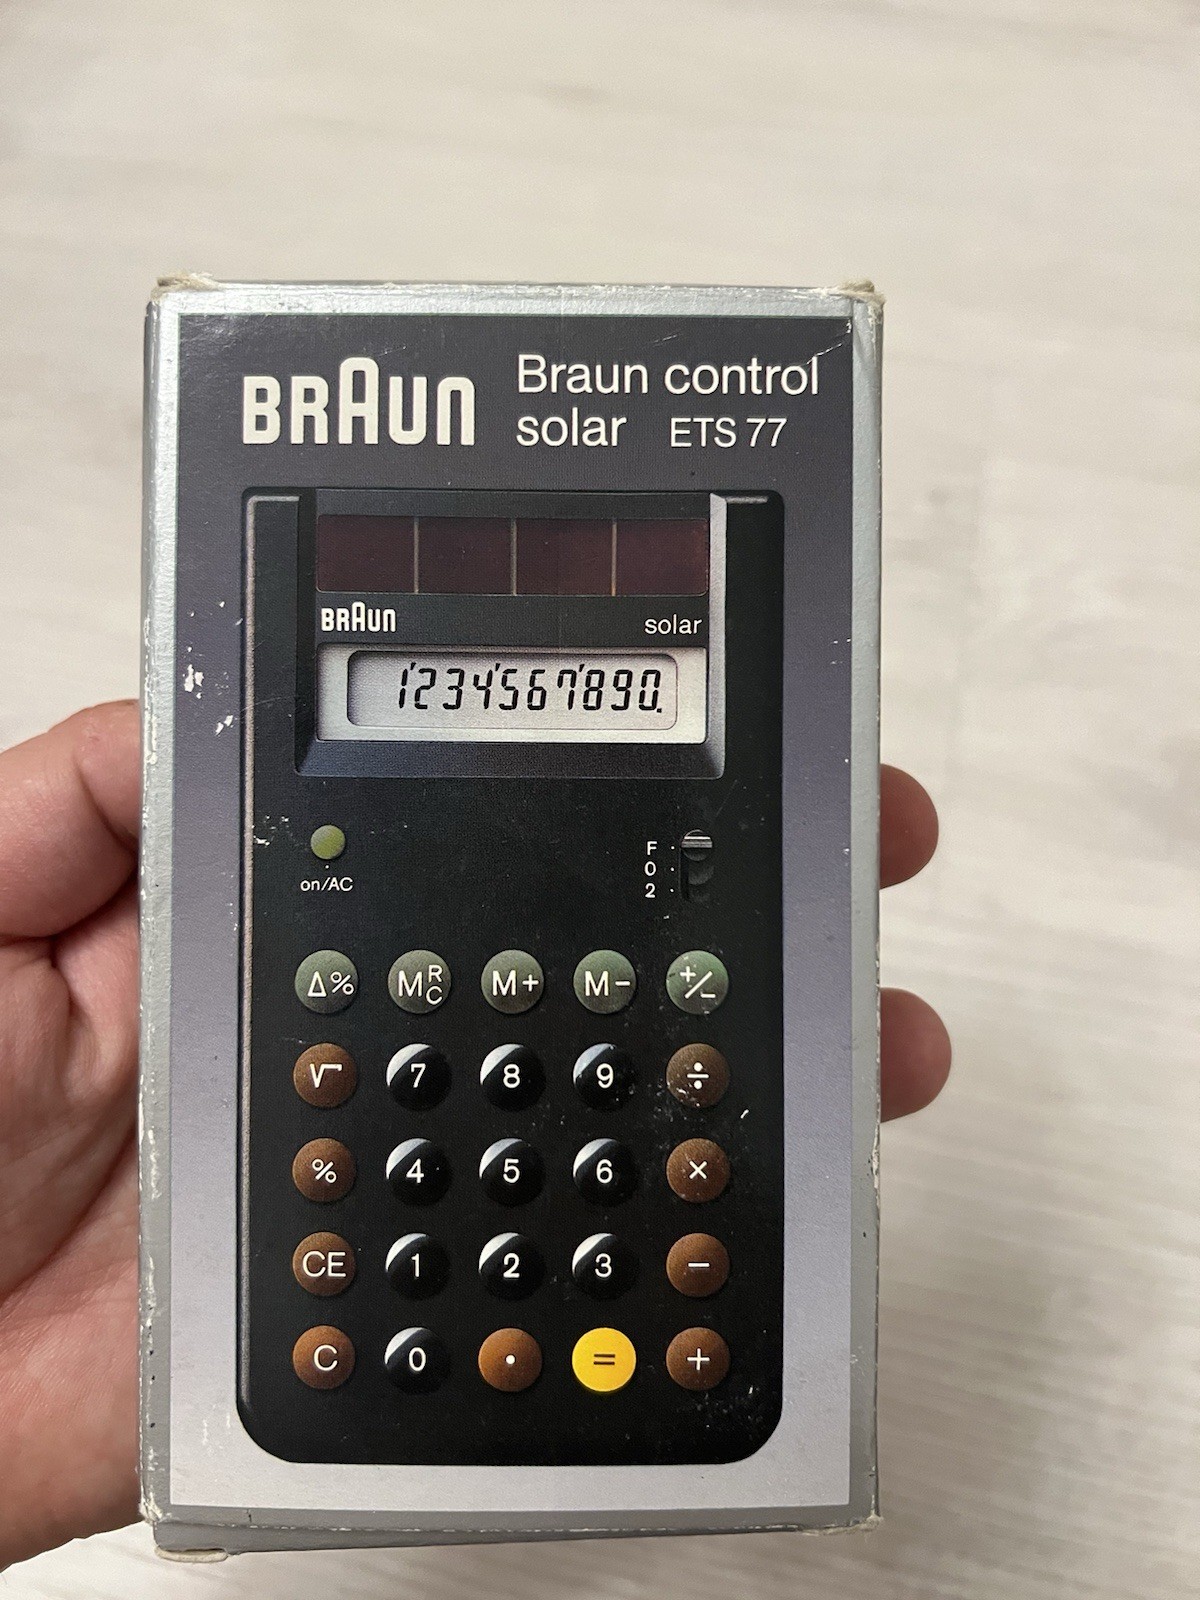 BRAUN
Braun control
solar ETS 77
BRAUN solar
1'234'567'890.
F
0
on/AC 2
Δ% MRC M+ M- +/-
√ 7 8 9 ÷
% 4 5 6 ×
CE 1 2 3 -
C 0 . = +